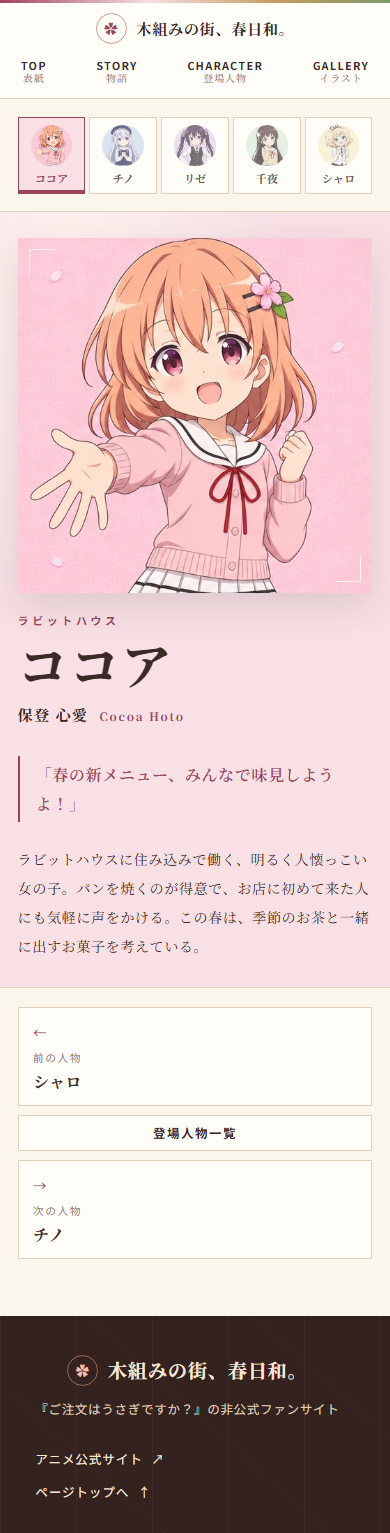 木組みの街、春日和。
TOP STORY CHARACTER GALLERY
表紙 物語 登場人物 イラスト
ココア チノ リゼ 千夜 シャロ
ラビットハウス
ココア
保登 心愛 Cocoa Hoto
「春の新メニュー、みんなで味見しよう
よ！」
ラビットハウスに住み込みで働く、明るく人懐っこい
女の子。パンを焼くのが得意で、お店に初めて来た人
にも気軽に声をかける。この春は、季節のお茶と一緒
に出すお菓子を考えている。
←
前の人物
シャロ
登場人物一覧
→
次の人物
チノ
木組みの街、春日和。
『ご注文はうさぎですか？』の非公式ファンサイト
アニメ公式サイト ↗
ページトップへ ↑